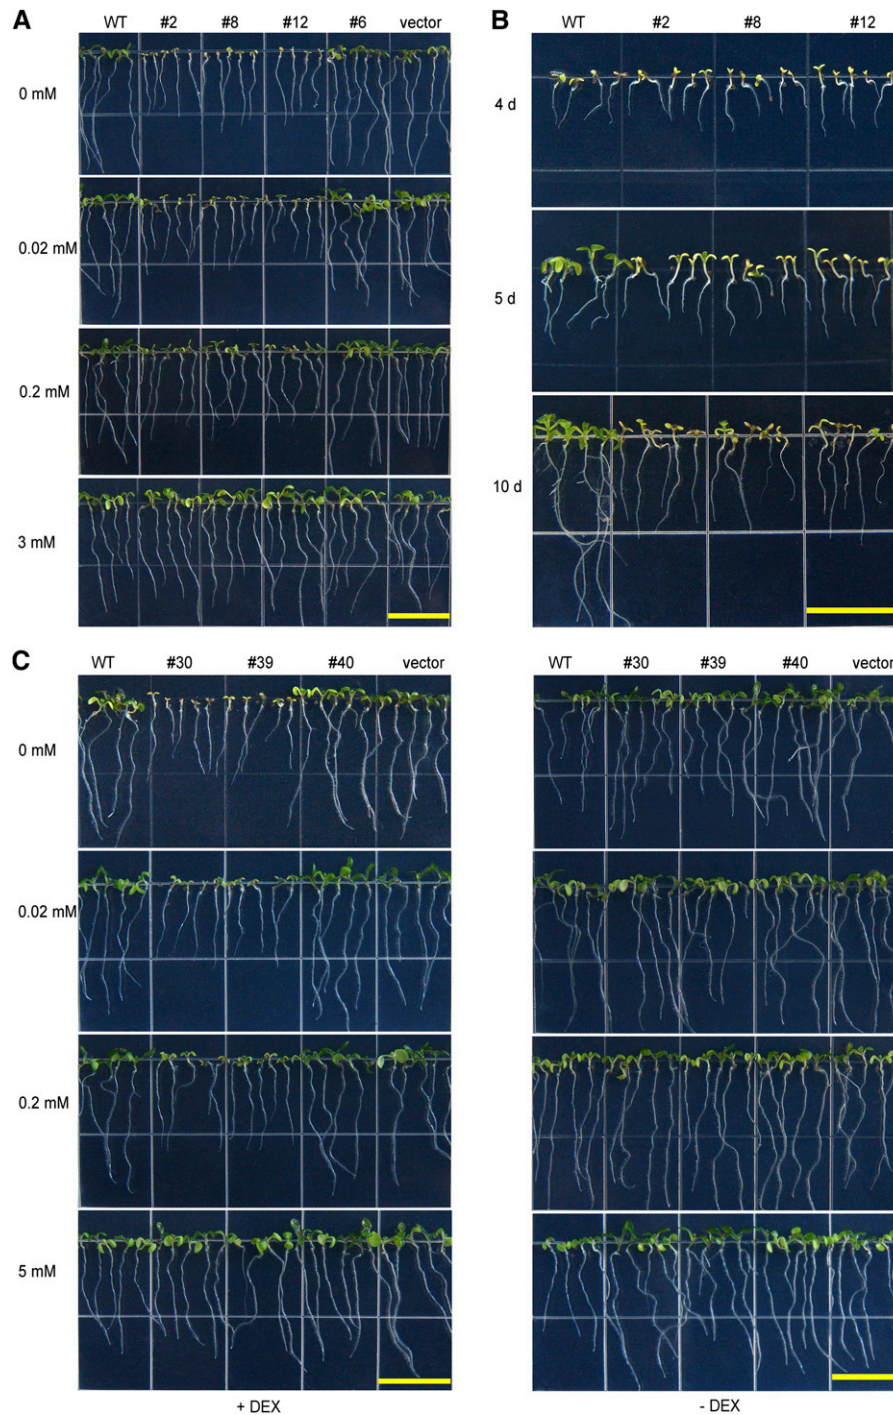 A
WT #2 #8 #12 #6 vector
0 mM
0.02 mM
0.2 mM
3 mM
B
WT #2 #8 #12
4 d
5 d
10 d
C
WT #30 #39 #40 vector
0 mM
0.02 mM
0.2 mM
5 mM
+ DEX
WT #30 #39 #40 vector
- DEX